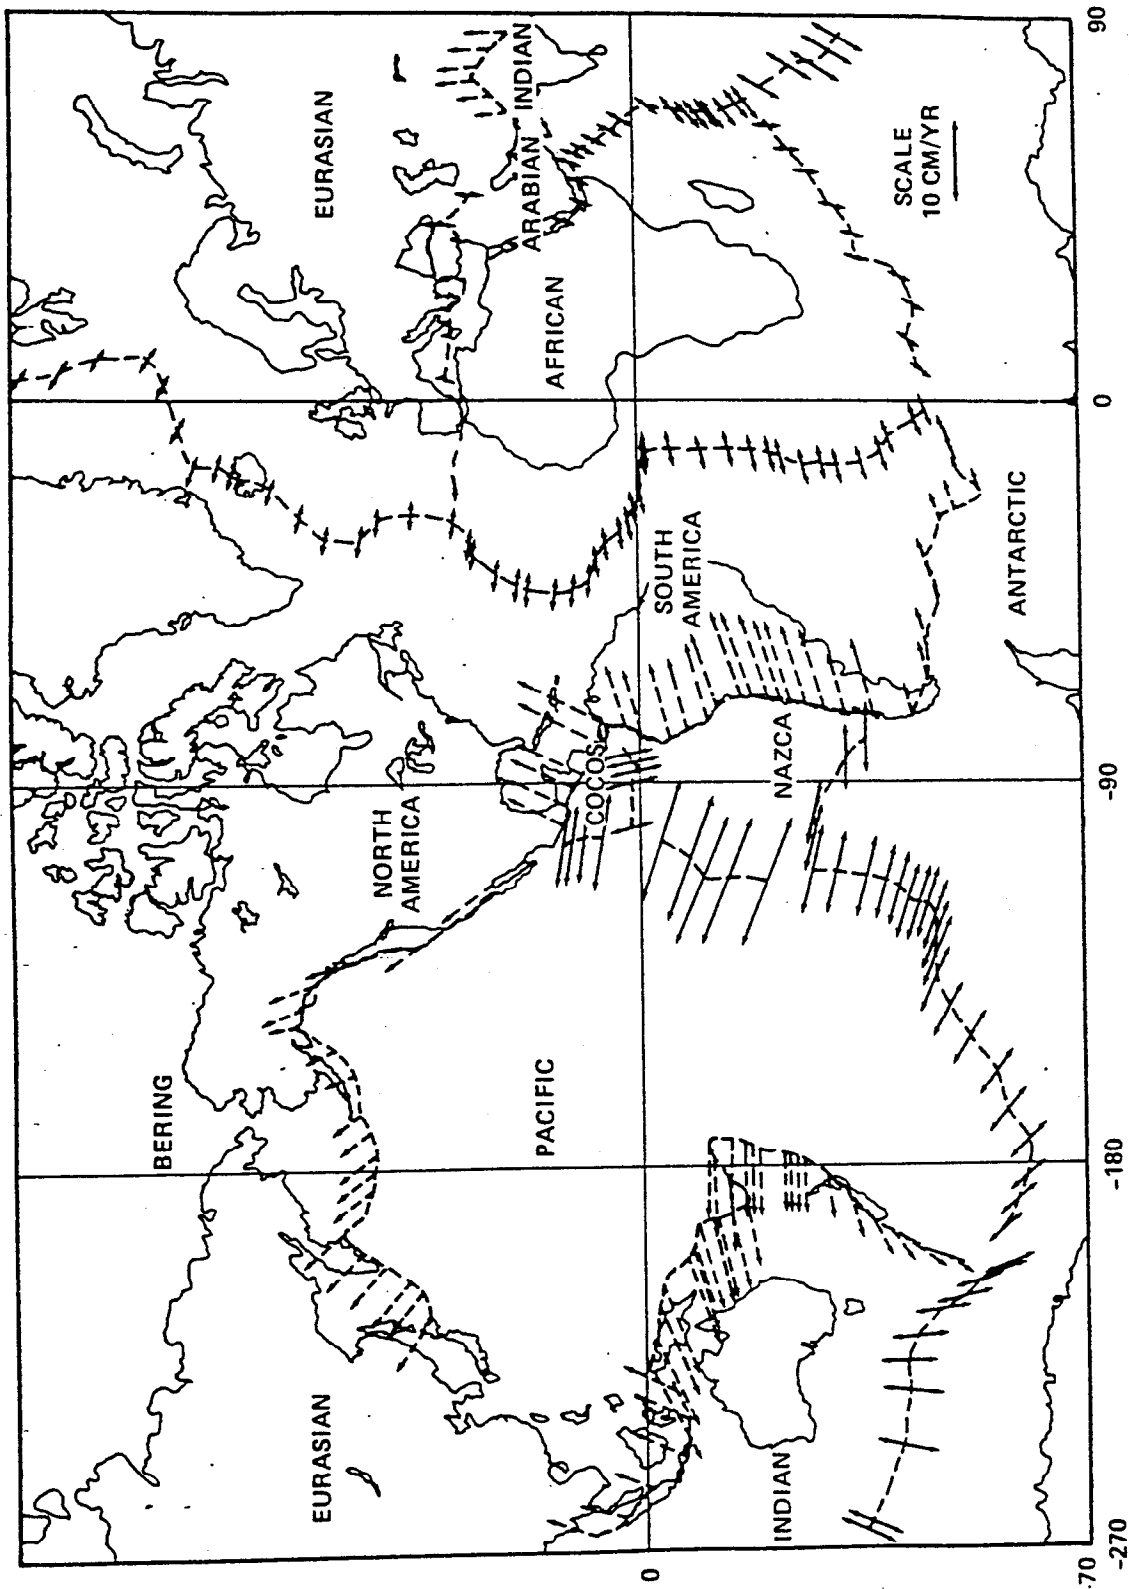 BERING
EURASIAN
EURASIAN
NORTH
AMERICA
PACIFIC
COCOS
AFRICAN
ARABIAN
INDIAN
SOUTH
AMERICA
NAZCA
INDIAN
ANTARCTIC
SCALE
10 CM/YR
0
.70
-270
-180
-90
0
90